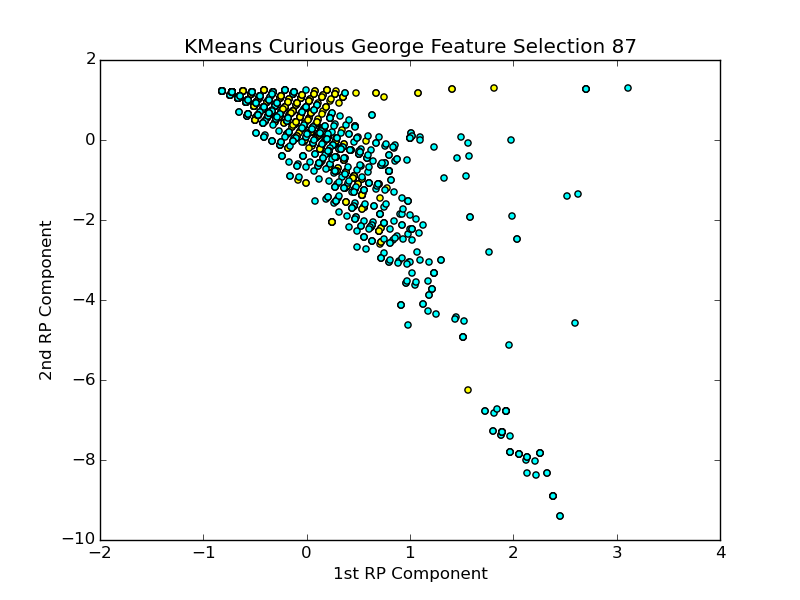 KMeans Curious George Feature Selection 87
2
0
−2
−4
−6
−8
−10
2nd RP Component
−2 −1 0 1 2 3 4
1st RP Component